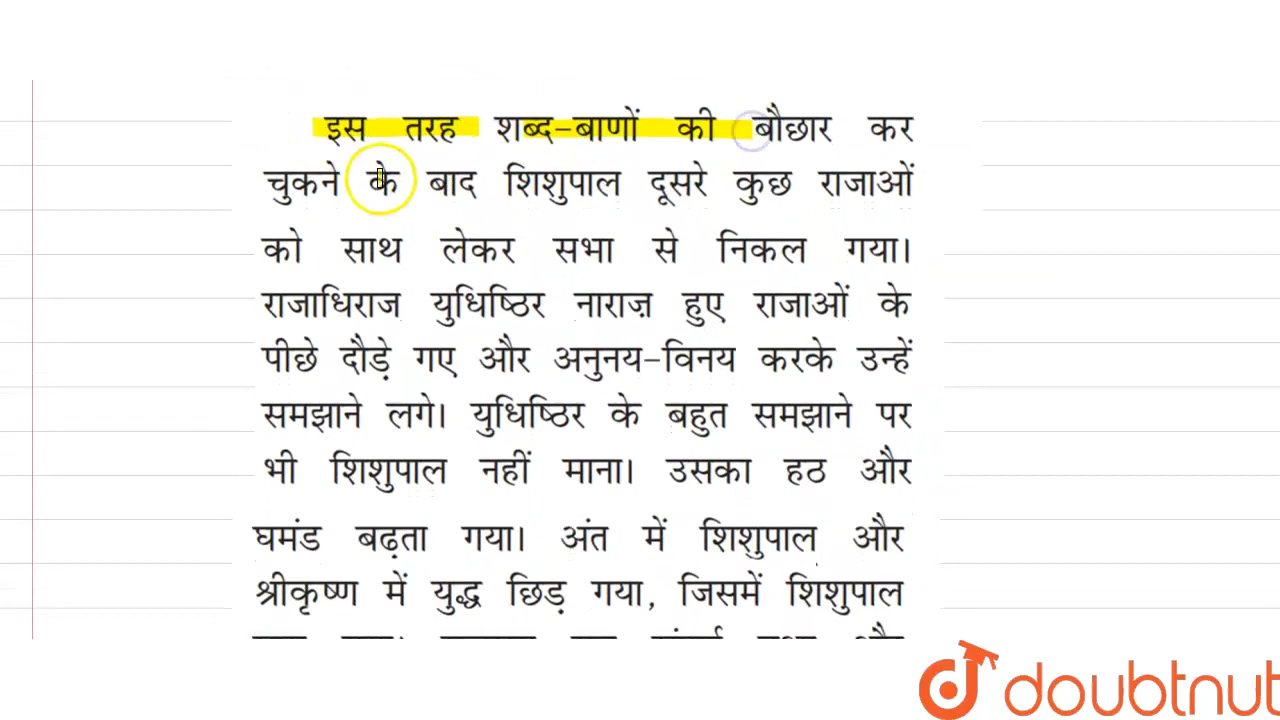 इस तरह शब्द-बाणों की बौछार कर
चुकने के बाद शिशुपाल दूसरे कुछ राजाओं
को साथ लेकर सभा से निकल गया।
राजाधिराज युधिष्ठिर नाराज़ हुए राजाओं के
पीछे दौड़े गए और अनुनय-विनय करके उन्हें
समझाने लगे। युधिष्ठिर के बहुत समझाने पर
भी शिशुपाल नहीं माना। उसका हठ और
घमंड बढ़ता गया। अंत में शिशुपाल और
श्रीकृष्ण में युद्ध छिड़ गया, जिसमें शिशुपाल
doubtnut